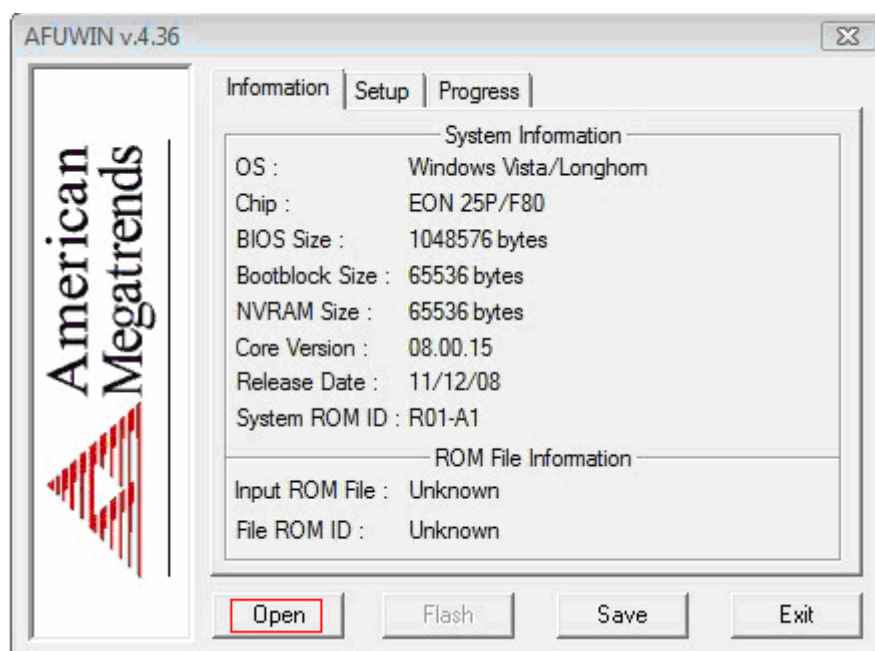 AFUWIN v.4.36
American
Megatrends
Information
Setup
Progress
System Information
OS : Windows Vista/Longhorn
Chip : EON 25P/F80
BIOS Size : 1048576 bytes
Bootblock Size : 65536 bytes
NVRAM Size : 65536 bytes
Core Version : 08.00.15
Release Date : 11/12/08
System ROM ID : R01-A1
ROM File Information
Input ROM File : Unknown
File ROM ID : Unknown
Open
Flash
Save
Exit